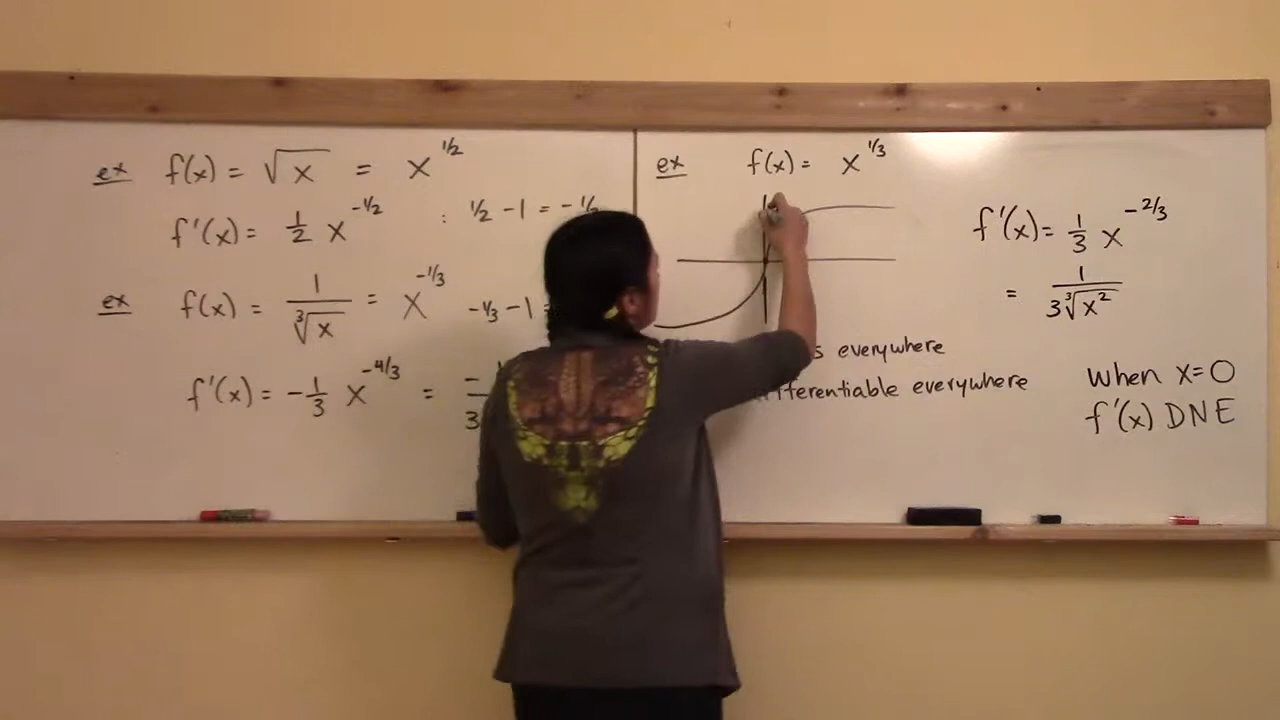 ex f(x) = √x = x^(1/2)
f'(x) = 1/2 x^(-1/2) : 1/2 - 1 = -1/2
ex f(x) = 1/∛x = x^(-1/3) -1/3 - 1 =
f'(x) = -1/3 x^(-4/3) =
ex f(x) = x^(1/3)
everywhere
everywhere
f'(x) = 1/3 x^(-2/3)
= 1/(3∛x²)
when x=0
f'(x) DNE